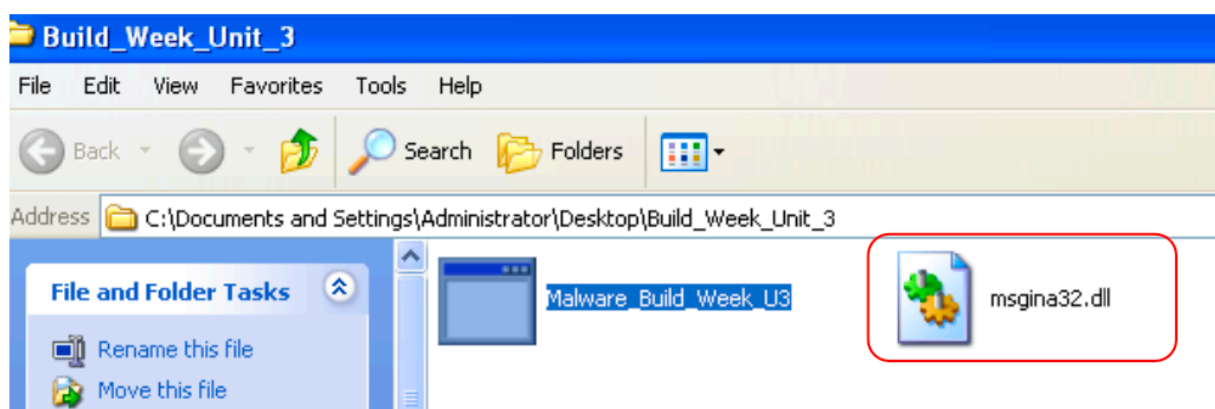 Build_Week_Unit_3
File Edit View Favorites Tools Help
Back Search Folders
Address C:\Documents and Settings\Administrator\Desktop\Build_Week_Unit_3
File and Folder Tasks
Rename this file
Move this file
Malware_Build_Week_U3
msgina32.dll